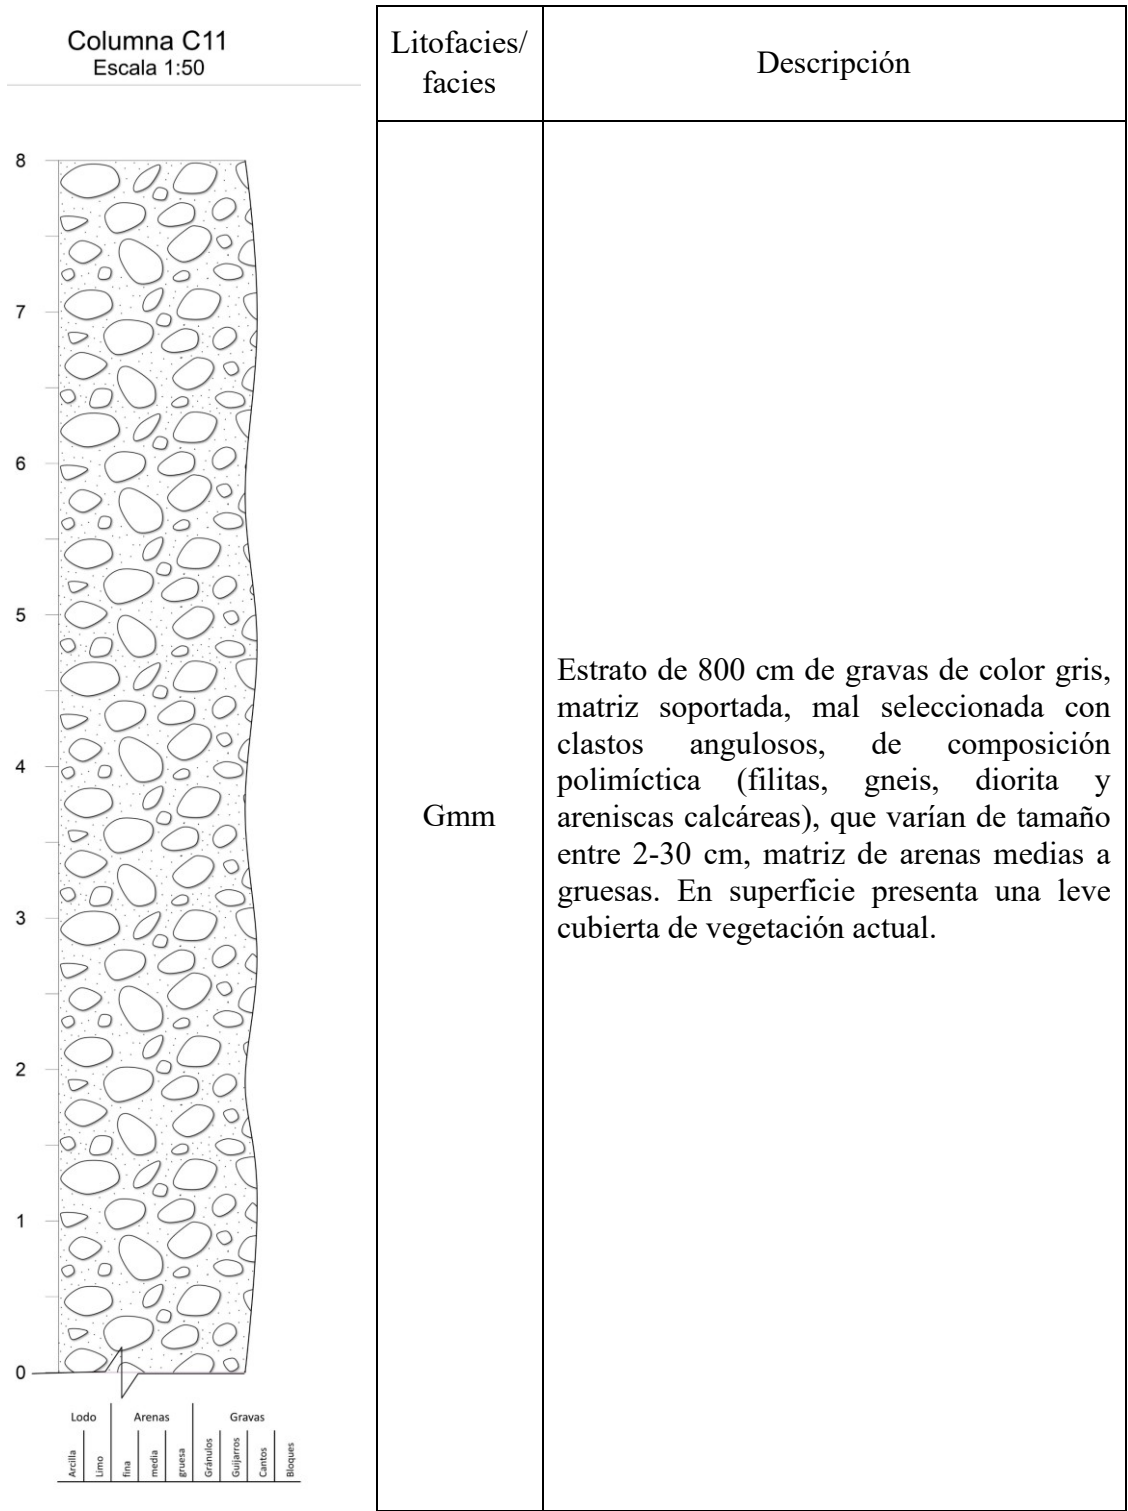 Columna C11
Escala 1:50
Litofacies/
facies
Descripción
8
7
6
5
4
3
2
1
0
Gmm
Estrato de 800 cm de gravas de color gris,
matriz soportada, mal seleccionada con
clastos angulosos, de composición
polimíctica (filitas, gneis, diorita y
areniscas calcáreas), que varían de tamaño
entre 2-30 cm, matriz de arenas medias a
gruesas. En superficie presenta una leve
cubierta de vegetación actual.
Lodo Arenas Gravas
Arcilla
Limo
fina
media
gruesa
Gránulos
Guijarros
Cantos
Bloques